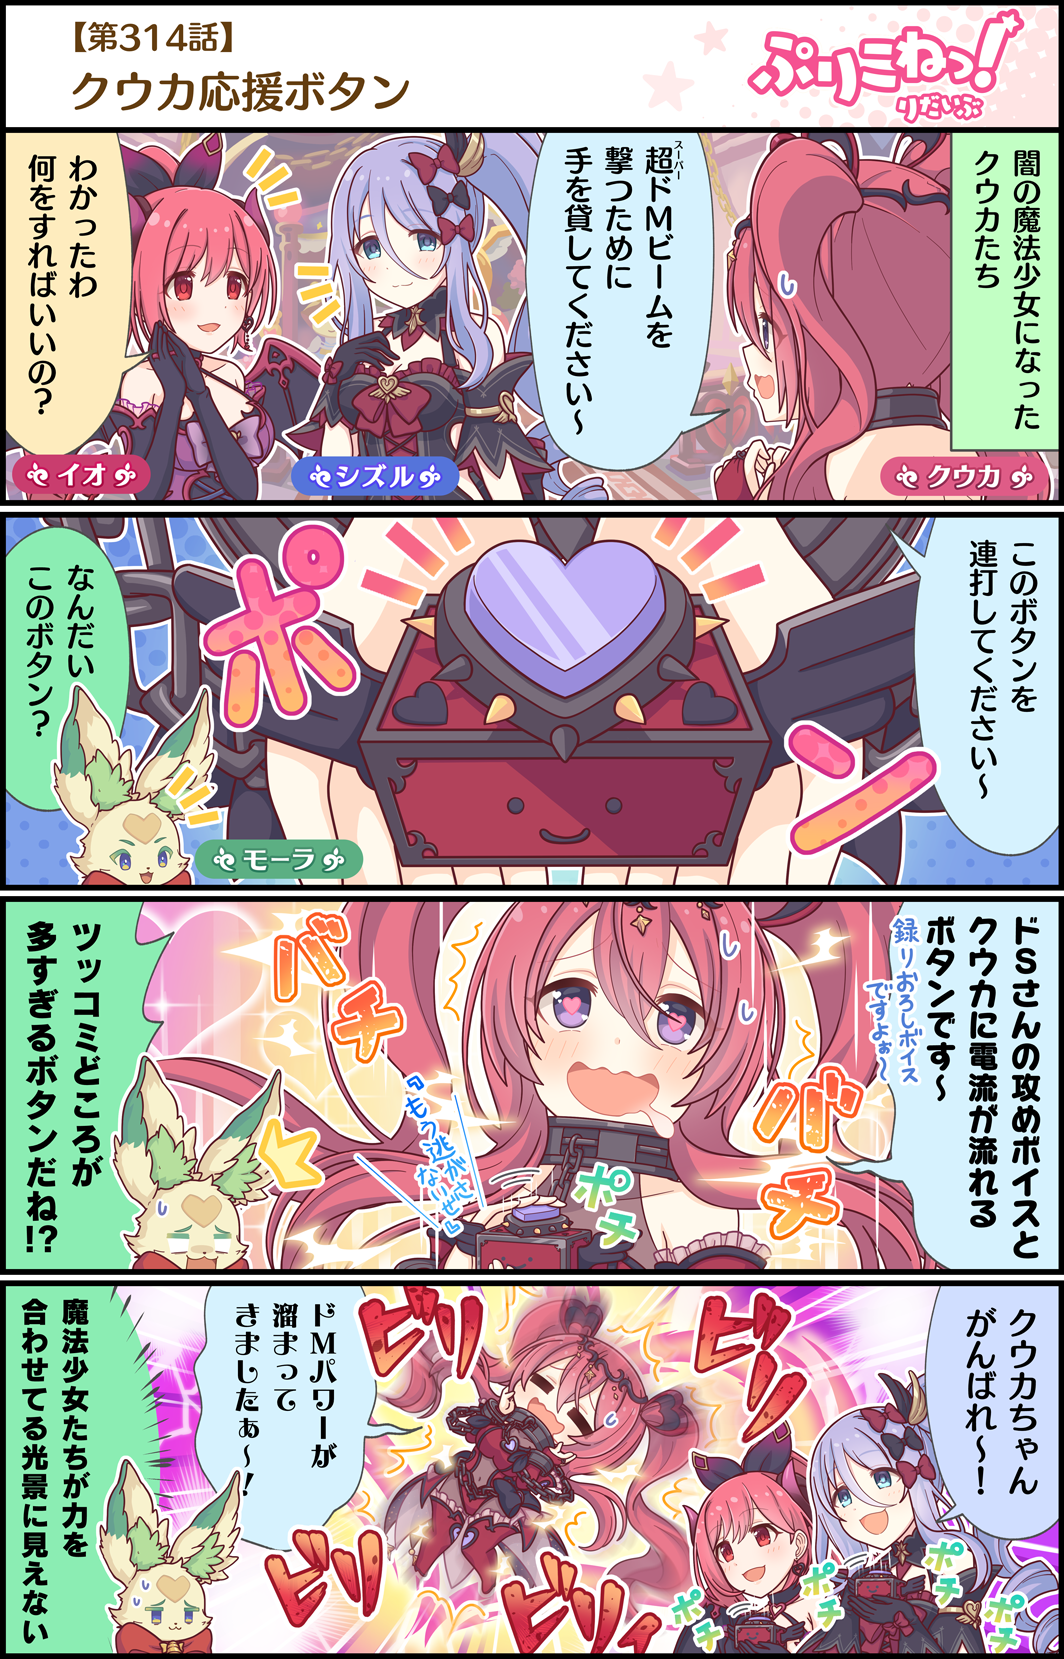 【第314話】
クウカ応援ボタン
ぷりこねっ!
りだいぶ
闇の魔法少女になった
クウカたち
超ドMビームを
スーパー
撃つために
手を貸してください〜
わかったわ
何をすればいいの?
イオ
シズル
クウカ
このボタンを
連打してください〜
ポン
なんだい
このボタン?
モーラ
ドSさんの攻めボイスと
クウカに電流が流れる
ボタンです〜
録りおろしボイス
ですよぉ〜
バチ
バチ
『もう逃がさ
ないぜ』
ポチ
ツッコミどころが
多すぎるボタンだね!?
クウカちゃん
がんばれ〜!
ビリ
ビリ
ビリ
ビリィ
ドMパワーが
溜まって
きましたぁ〜!
ポチ
ポチ
ポチ
ポチ
魔法少女たちが力を
合わせてる光景に見えない